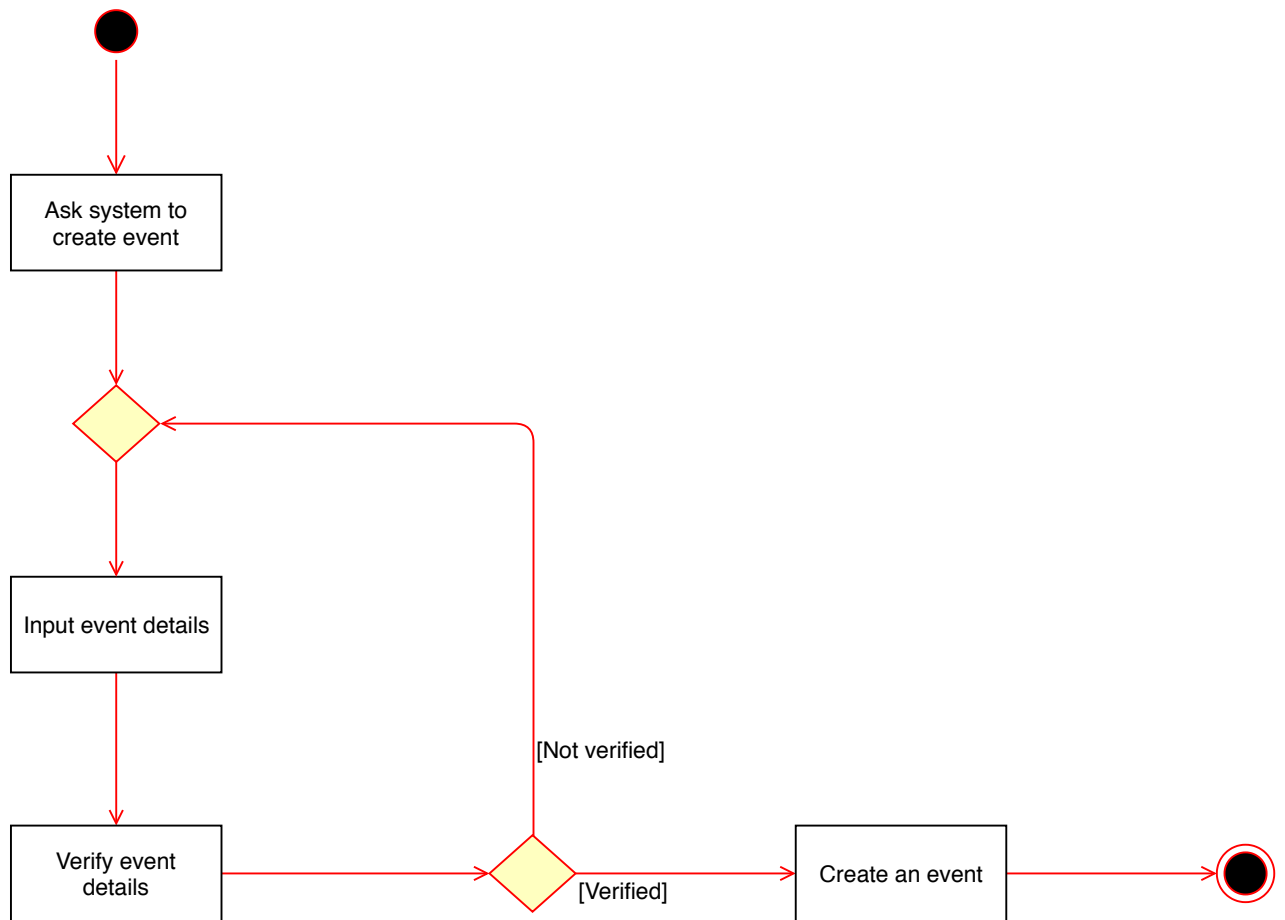 Ask system to
create event
Input event details
[Not verified]
Verify event
details
[Verified]
Create an event